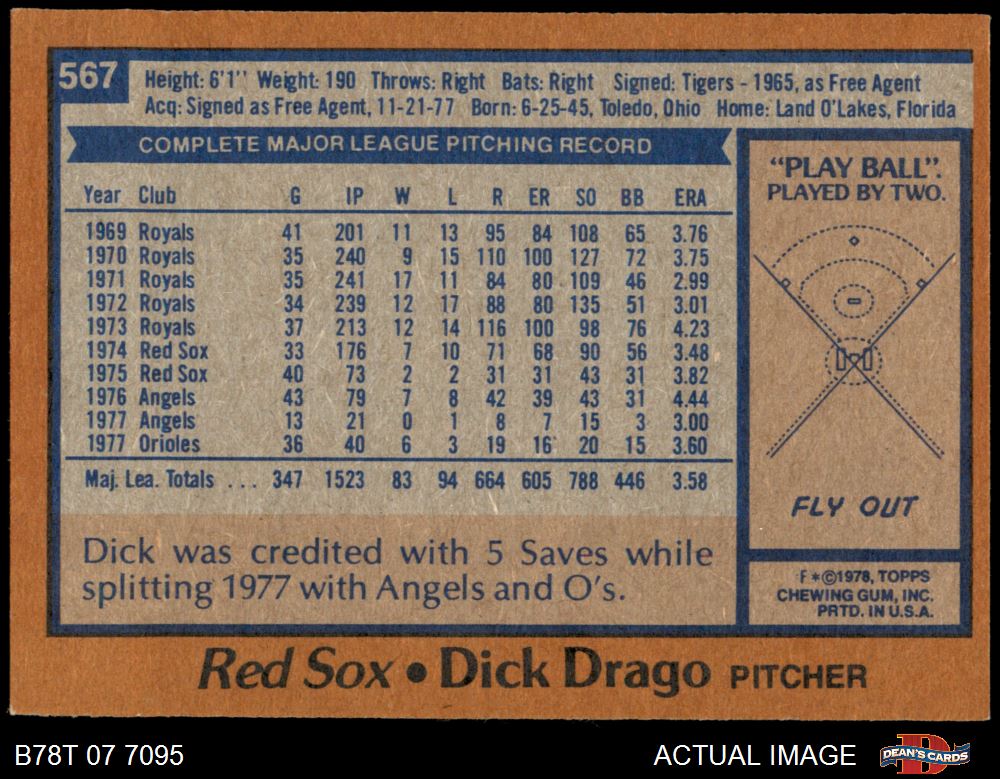 567
Height: 6'1" Weight: 190 Throws: Right Bats: Right Signed: Tigers - 1965, as Free Agent
Acq: Signed as Free Agent, 11-21-77 Born: 6-25-45, Toledo, Ohio Home: Land O'Lakes, Florida
COMPLETE MAJOR LEAGUE PITCHING RECORD
Year Club G IP W L R ER SO BB ERA
1969 Royals 41 201 11 13 95 84 108 65 3.76
1970 Royals 35 240 9 15 110 100 127 72 3.75
1971 Royals 35 241 17 11 84 80 109 46 2.99
1972 Royals 34 239 12 17 88 80 135 51 3.01
1973 Royals 37 213 12 14 116 100 98 76 4.23
1974 Red Sox 33 176 7 10 71 68 90 56 3.48
1975 Red Sox 40 73 2 2 31 31 43 31 3.82
1976 Angels 43 79 7 8 42 39 43 31 4.44
1977 Angels 13 21 0 1 8 7 15 3 3.00
1977 Orioles 36 40 6 3 19 16 20 15 3.60
Maj. Lea. Totals ... 347 1523 83 94 664 605 788 446 3.58
Dick was credited with 5 Saves while
splitting 1977 with Angels and O's.
"PLAY BALL":
PLAYED BY TWO.
FLY OUT
F*©1978, TOPPS
CHEWING GUM, INC.
PRTD. IN U.S.A.
Red Sox • Dick Drago PITCHER
B78T 07 7095
ACTUAL IMAGE
D
DEAN'S CARDS